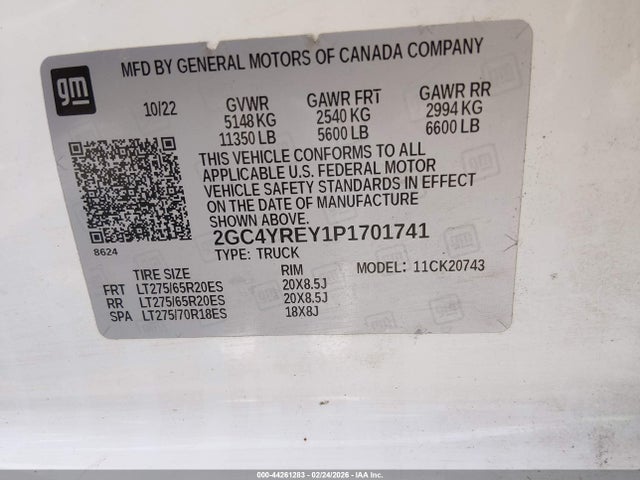 gm
MFD BY GENERAL MOTORS OF CANADA COMPANY
10/22 GVWR GAWR FRT GAWR RR
5148 KG 2540 KG 2994 KG
11350 LB 5600 LB 6600 LB
THIS VEHICLE CONFORMS TO ALL
APPLICABLE U.S. FEDERAL MOTOR
VEHICLE SAFETY STANDARDS IN EFFECT
ON THE DATE OF MANUFACTURE
SHOWN ABOVE.
8624
2GC4YREY1P1701741
TYPE: TRUCK
MODEL: 11CK20743
TIRE SIZE RIM
FRT LT275/65R20ES 20X8.5J
RR LT275/65R20ES 20X8.5J
SPA LT275/70R18ES 18X8J
000-44261283 - 02/24/2026 - IAA Inc.